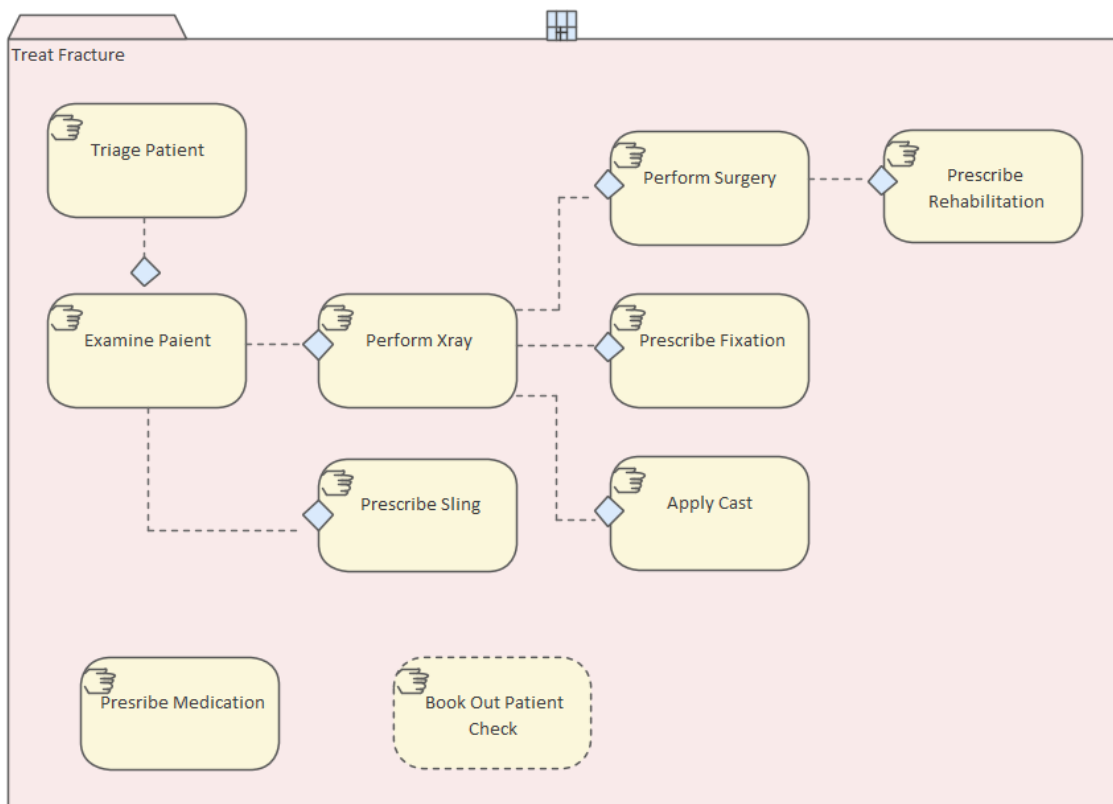 Treat Fracture
Triage Patient
Perform Surgery
Prescribe
Rehabilitation
Examine Paient
Perform Xray
Prescribe Fixation
Prescribe Sling
Apply Cast
Presribe Medication
Book Out Patient
Check